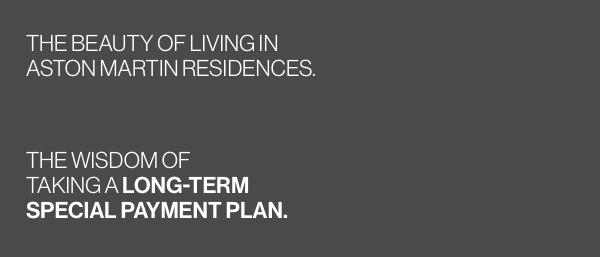 THE BEAUTY OF LIVING IN
ASTON MARTIN RESIDENCES.
THE WISDOM OF
TAKING A LONG-TERM
SPECIAL PAYMENT PLAN.